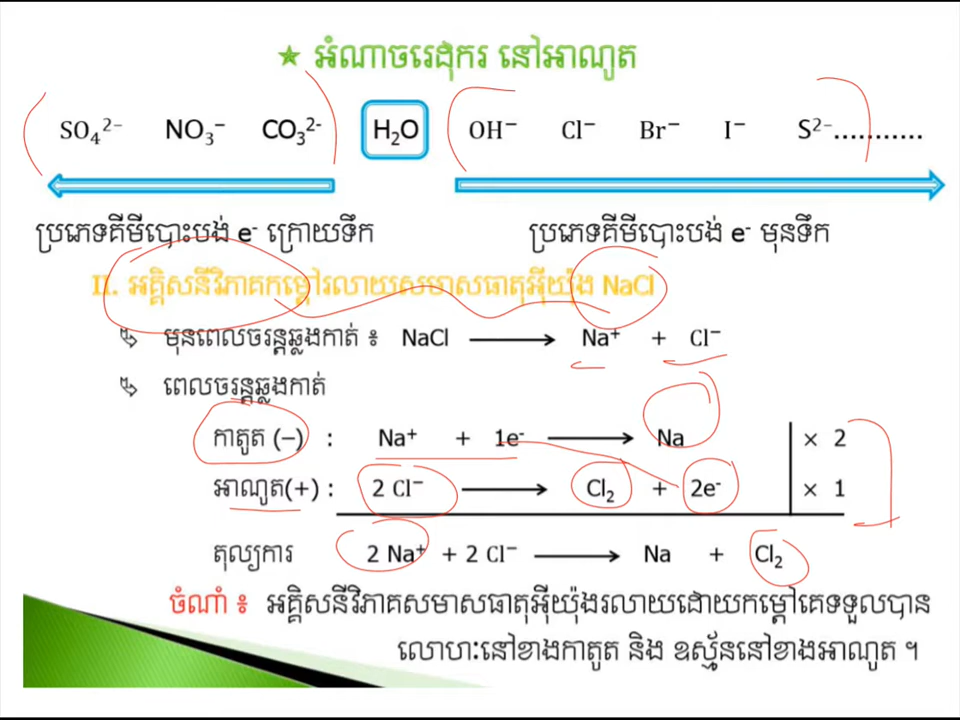 អំណាចរេដុករ នៅអាណូត
SO₄²⁻ NO₃⁻ CO₃²⁻ H₂O OH⁻ Cl⁻ Br⁻ I⁻ S²⁻...........
ប្រភេទគីមីបោះបង់ e⁻ ក្រោយទឹក ប្រភេទគីមីបោះបង់ e⁻ មុនទឹក
II. អគ្គិសនីវិភាគកម្តៅរលាយសមាសធាតុអ៊ីយ៉ុង NaCl
មុនពេលចរន្តឆ្លងកាត់ ៖ NaCl ⟶ Na⁺ + Cl⁻
ពេលចរន្តឆ្លងកាត់
កាតូត (–) : Na⁺ + 1e⁻ ⟶ Na × 2
អាណូត(+) : 2 Cl⁻ ⟶ Cl₂ + 2e⁻ × 1
តុល្យការ 2 Na⁺ + 2 Cl⁻ ⟶ Na + Cl₂
ចំណាំ ៖ អគ្គិសនីវិភាគសមាសធាតុអ៊ីយ៉ុងរលាយដោយកម្តៅគេទទួលបាន
លោហៈនៅខាងកាតូត និង ឧស្ម័ននៅខាងអាណូត ។